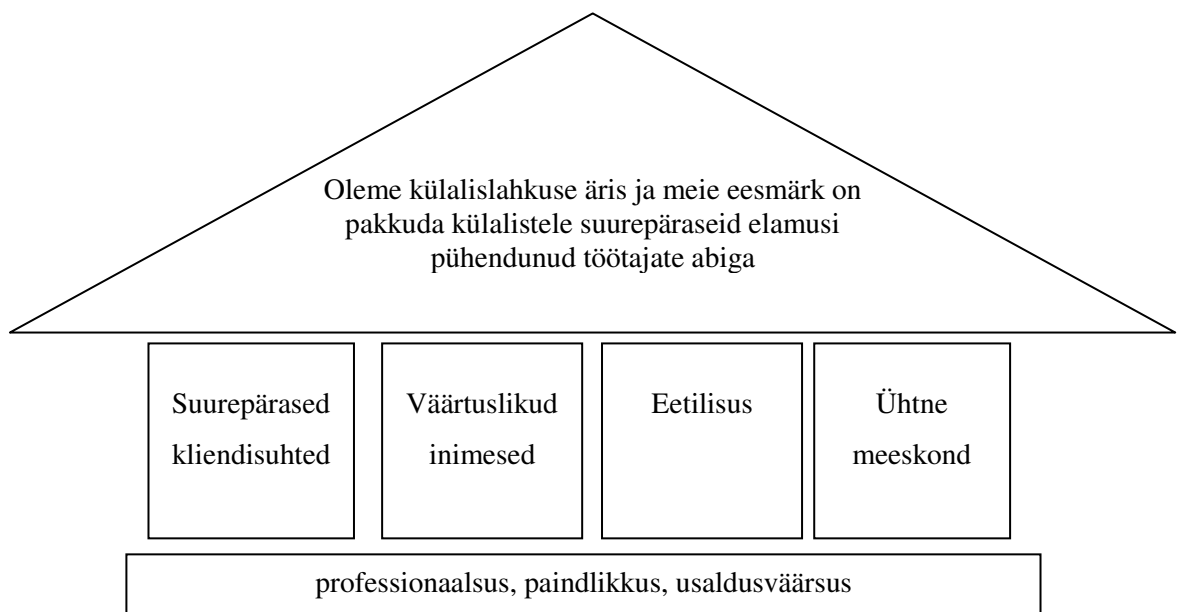 Oleme külalislahkuse äris ja meie eesmärk on
pakkuda külalistele suurepäraseid elamusi
pühendunud töötajate abiga
Suurepärased
kliendisuhted
Väärtuslikud
inimesed
Eetilisus
Ühtne
meeskond
professionaalsus, paindlikkus, usaldusväärsus